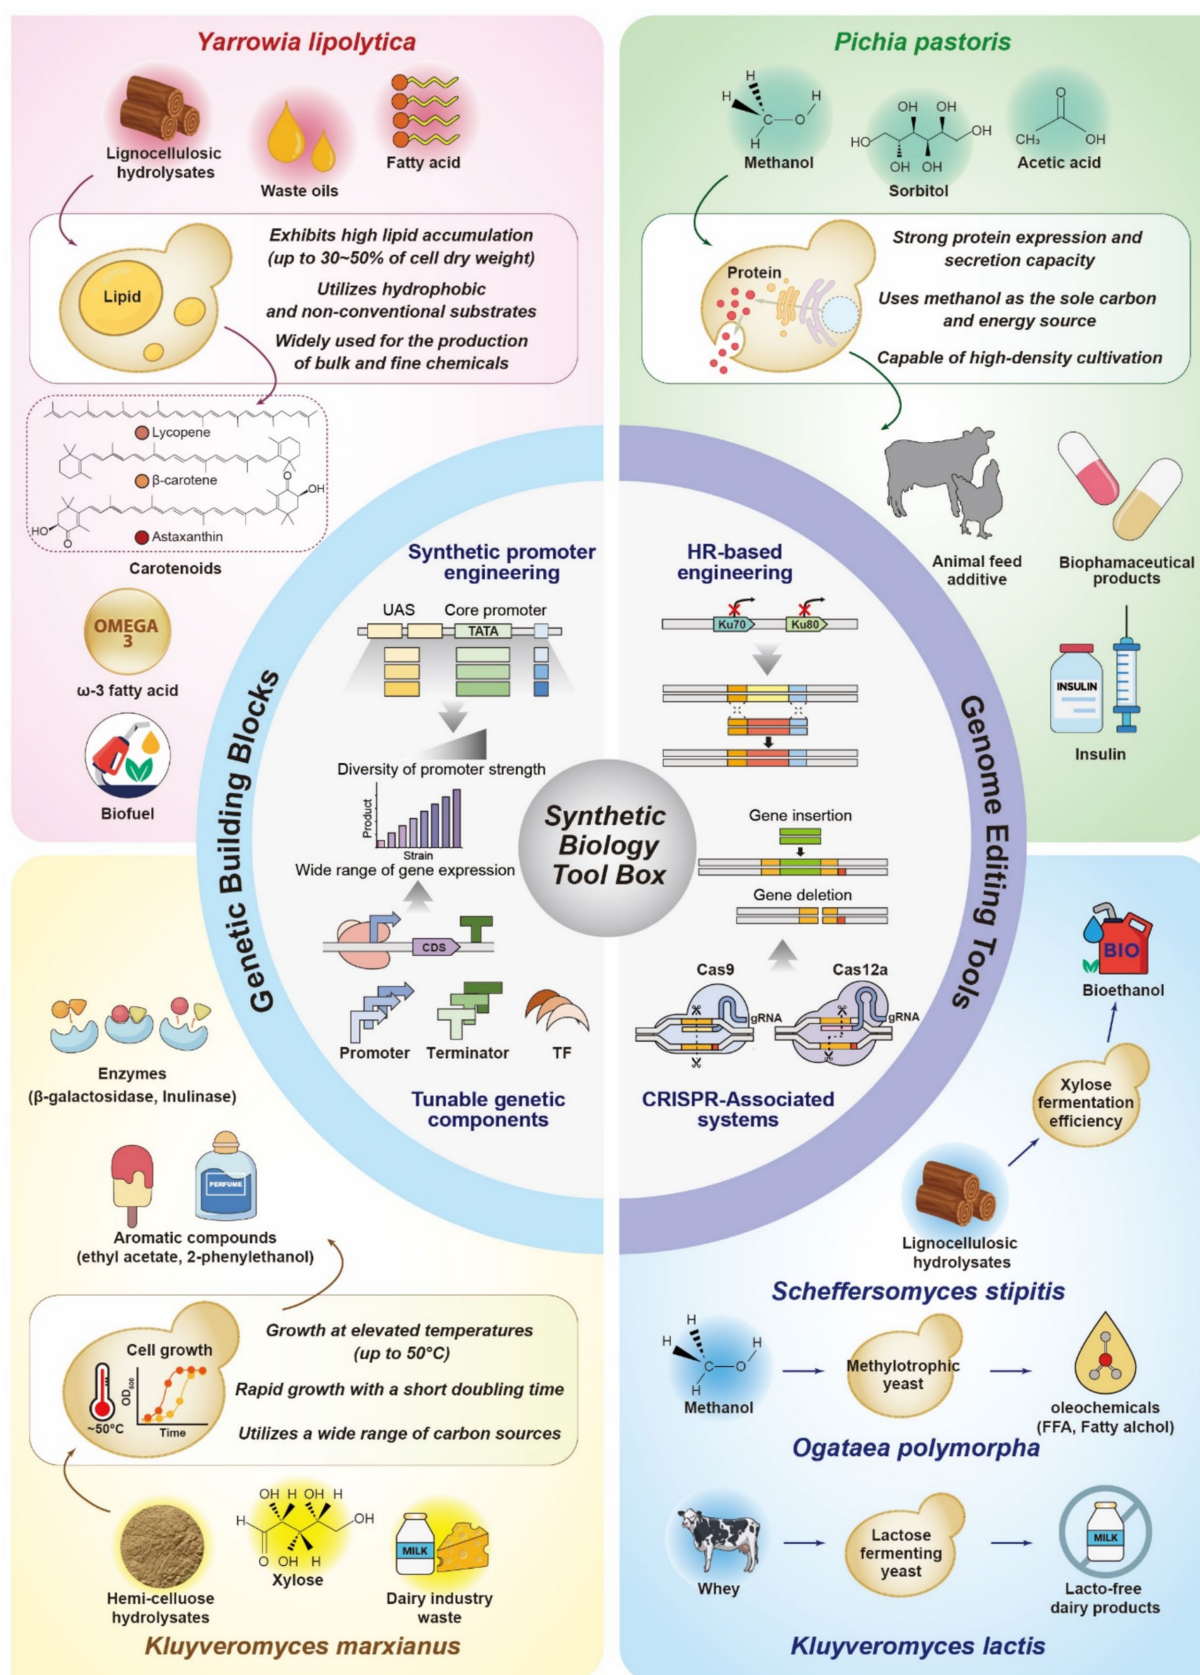 Yarrowia lipolytica
Lignocellulosic
hydrolysates
Waste oils
Fatty acid
Lipid
Exhibits high lipid accumulation
(up to 30~50% of cell dry weight)
Utilizes hydrophobic
and non-conventional substrates
Widely used for the production
of bulk and fine chemicals
Lycopene
β-carotene
O
OH
HO
O
Astaxanthin
Carotenoids
OMEGA
3
ω-3 fatty acid
Biofuel
Pichia pastoris
H
H
H
C
O
H
Methanol
OH
OH
HO
OH
OH
OH
Sorbitol
O
CH₃
OH
Acetic acid
Protein
Strong protein expression and
secretion capacity
Uses methanol as the sole carbon
and energy source
Capable of high-density cultivation
Animal feed
additive
Biophamaceutical
products
INSULIN
Insulin
Genetic Building Blocks
Synthetic promoter
engineering
UAS
Core promoter
TATA
Diversity of promoter strength
Product
Strain
Wide range of gene expression
CDS
Promoter
Terminator
TF
Tunable genetic
components
Synthetic
Biology
Tool Box
Genome Editing Tools
HR-based
engineering
Ku70
Ku80
Gene insertion
Gene deletion
Cas9
Cas12a
gRNA
gRNA
CRISPR-Associated
systems
Enzymes
(β-galactosidase, Inulinase)
PERFUME
Aromatic compounds
(ethyl acetate, 2-phenylethanol)
Cell growth
OD₆₀₀
Time
~50°C
Growth at elevated temperatures
(up to 50°C)
Rapid growth with a short doubling time
Utilizes a wide range of carbon sources
Hemi-celluose
hydrolysates
OH H OH H
H
OH
O
OH
H
Xylose
MILK
Dairy industry
waste
Kluyveromyces marxianus
BIO
Bioethanol
Xylose
fermentation
efficiency
Lignocellulosic
hydrolysates
Scheffersomyces stipitis
H
H
H
C
O
H
Methanol
Methylotrophic
yeast
oleochemicals
(FFA, Fatty alchol)
Ogataea polymorpha
Whey
Lactose
fermenting
yeast
MILK
Lacto-free
dairy products
Kluyveromyces lactis